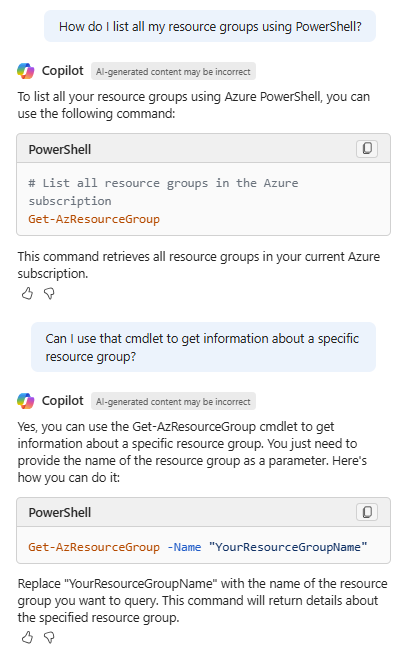 How do I list all my resource groups using PowerShell?
Copilot AI-generated content may be incorrect
To list all your resource groups using Azure PowerShell, you can
use the following command:
PowerShell
# List all resource groups in the Azure
subscription
Get-AzResourceGroup
This command retrieves all resource groups in your current Azure
subscription.
Can I use that cmdlet to get information about a specific
resource group?
Copilot AI-generated content may be incorrect
Yes, you can use the Get-AzResourceGroup cmdlet to get
information about a specific resource group. You just need to
provide the name of the resource group as a parameter. Here's
how you can do it:
PowerShell
Get-AzResourceGroup -Name "YourResourceGroupName"
Replace "YourResourceGroupName" with the name of the resource
group you want to query. This command will return details about
the specified resource group.